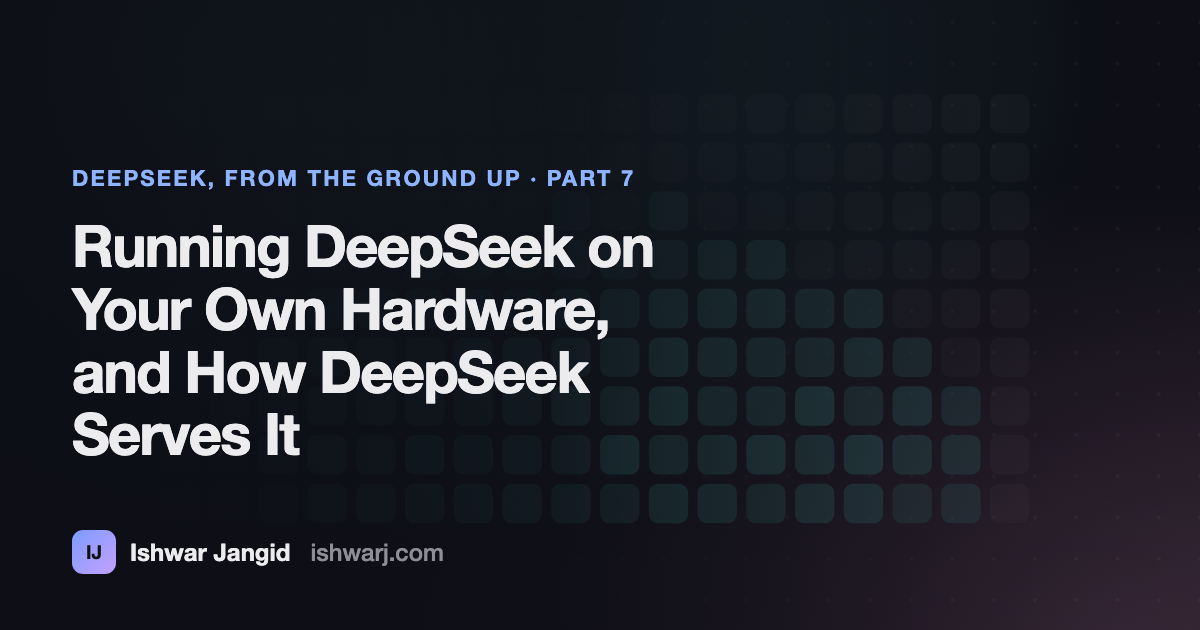 DEEPSEEK, FROM THE GROUND UP · PART 7
Running DeepSeek on
Your Own Hardware,
and How DeepSeek
Serves It
IJ Ishwar Jangid ishwarj.com